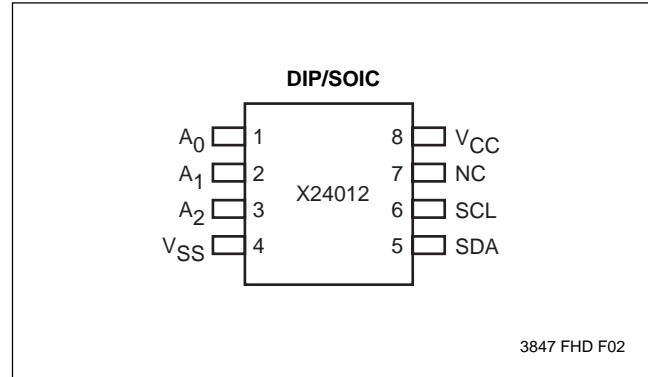 DIP/SOIC
A0 1 8 VCC
A1 2 7 NC
X24012
A2 3 6 SCL
VSS 4 5 SDA
3847 FHD F02